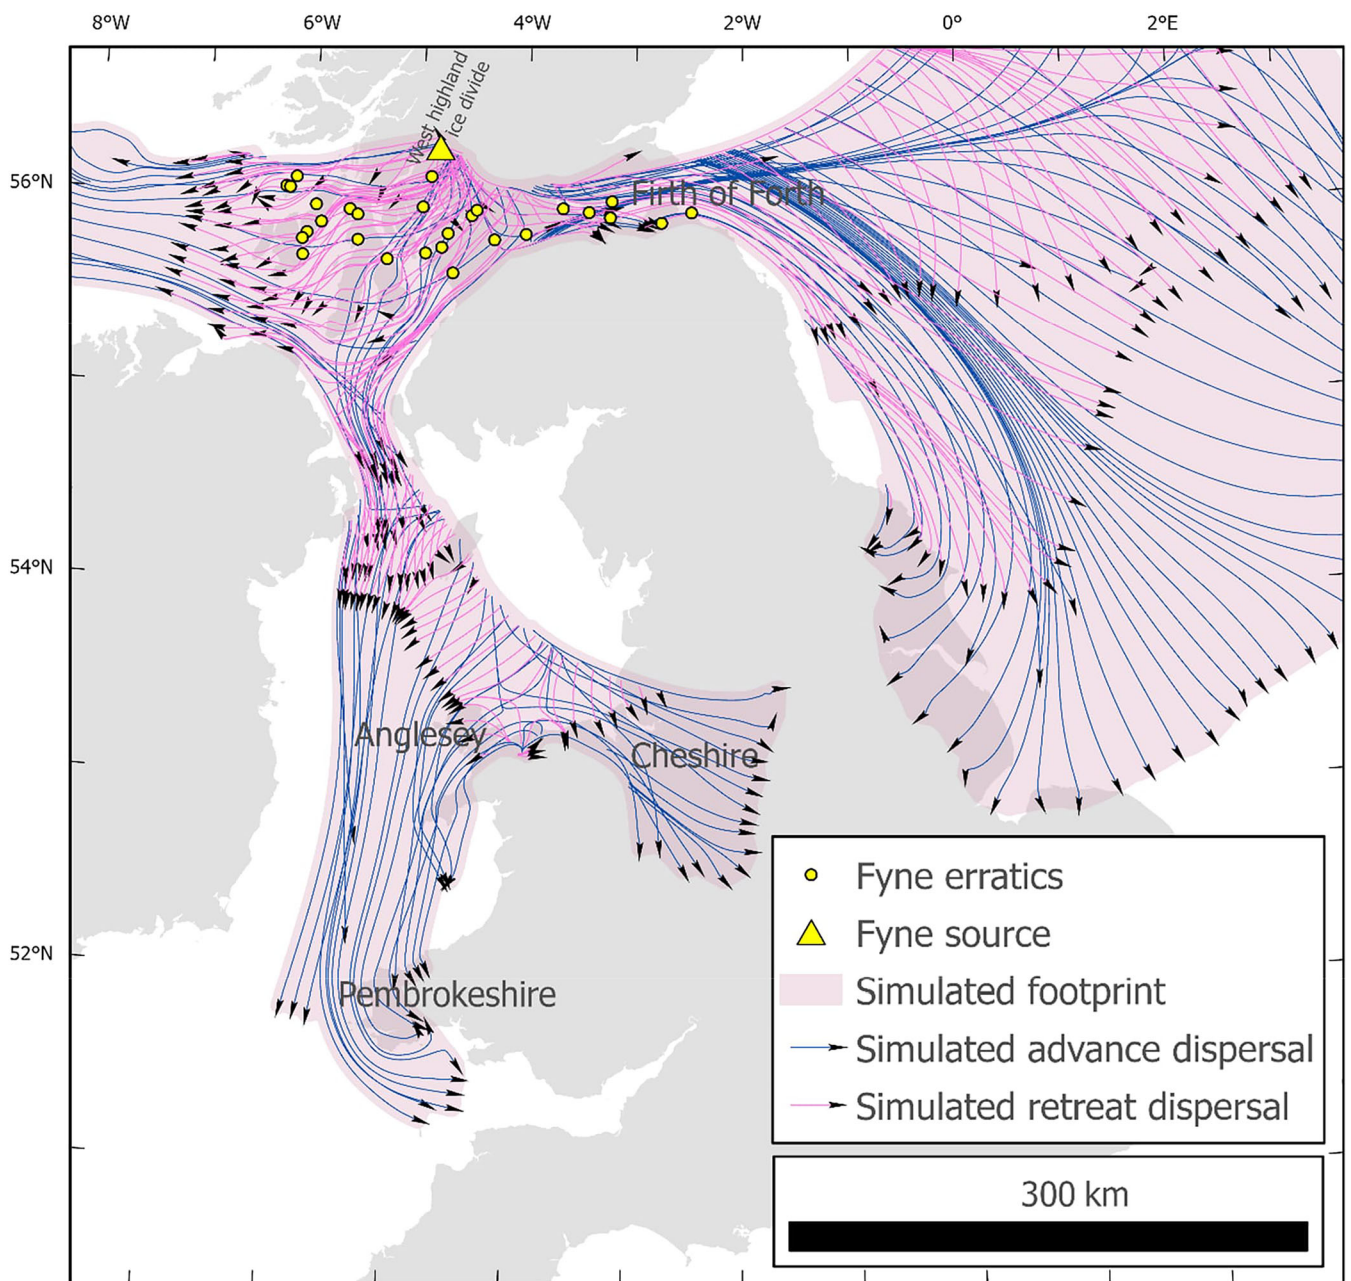 8°W 6°W 4°W 2°W 0° 2°E
West highland
ice divide
56°N
Firth of Forth
54°N
Anglesey
Cheshire
52°N
Pembrokeshire
Fyne erratics
Fyne source
Simulated footprint
Simulated advance dispersal
Simulated retreat dispersal
300 km